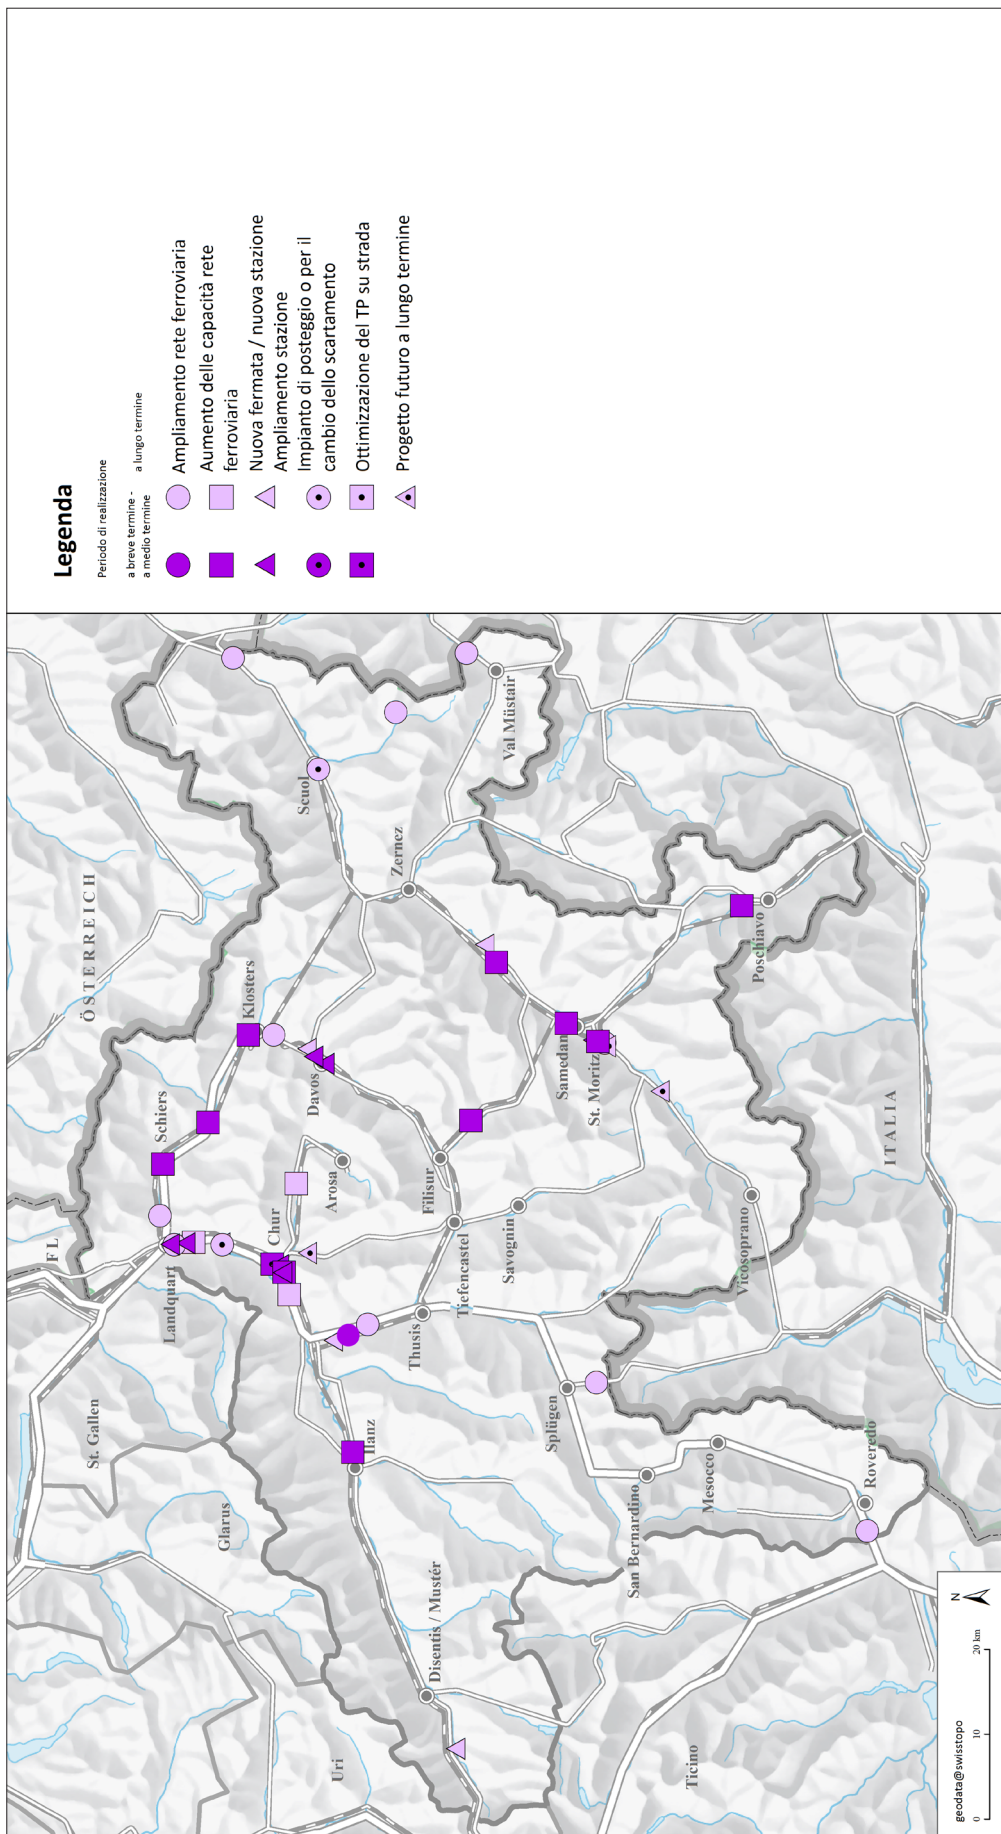 Legenda
Periodo di realizzazione
a breve termine -
a medio termine
a lungo termine
Ampliamento rete ferroviaria
Aumento delle capacità rete
ferroviaria
Nuova fermata / nuova stazione
Ampliamento stazione
Impianto di posteggio o per il
cambio dello scartamento
Ottimizzazione del TP su strada
Progetto futuro a lungo termine
ÖSTERREICH
FL
St. Gallen
Glarus
Uri
Ticino
ITALIA
Schiers
Klosters
Landquart
Chur
Davos
Arosa
Scuol
Zernez
Val Müstair
Filisur
Tiefencastel
Savognin
Thusis
Ilanz
Disentis / Mustér
Samedan
St. Moritz
Poschiavo
Vicosoprano
Splügen
San Bernardino
Mesocco
Roveredo
geodata@swisstopo
N
0 10 20 km